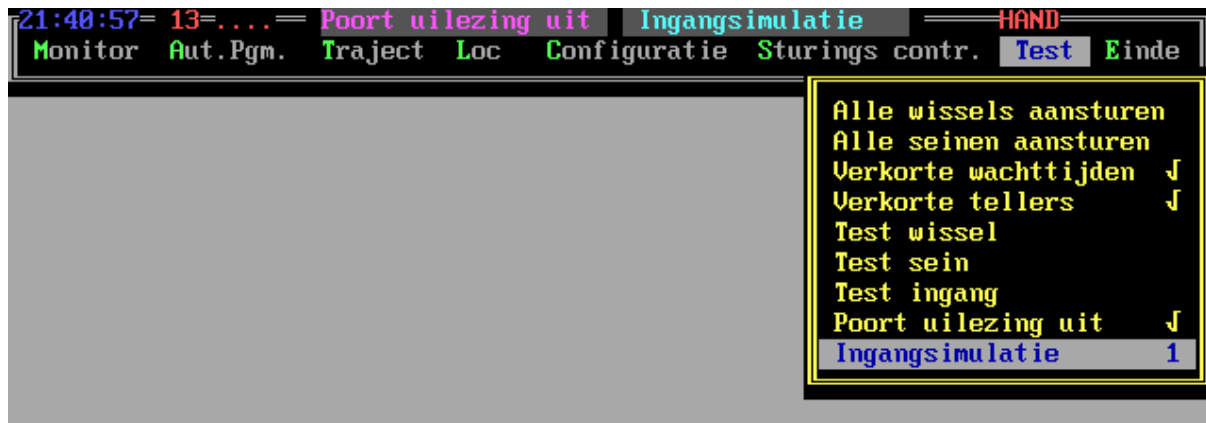 21:40:57= 13=....== Poort uilezing uit Ingangsimulatie HAND
Monitor Aut.Pgm. Traject Loc Configuratie Sturings contr. Test Einde
Alle wissels aansturen
Alle seinen aansturen
Verkorte wachttijden √
Verkorte tellers √
Test wissel
Test sein
Test ingang
Poort uilezing uit √
Ingangsimulatie 1